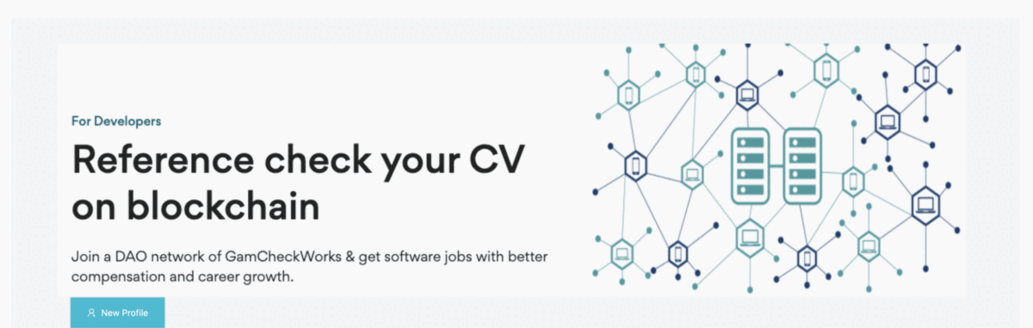 For Developers
Reference check your CV
on blockchain
Join a DAO network of GamCheckWorks & get software jobs with better
compensation and career growth.
New Profile